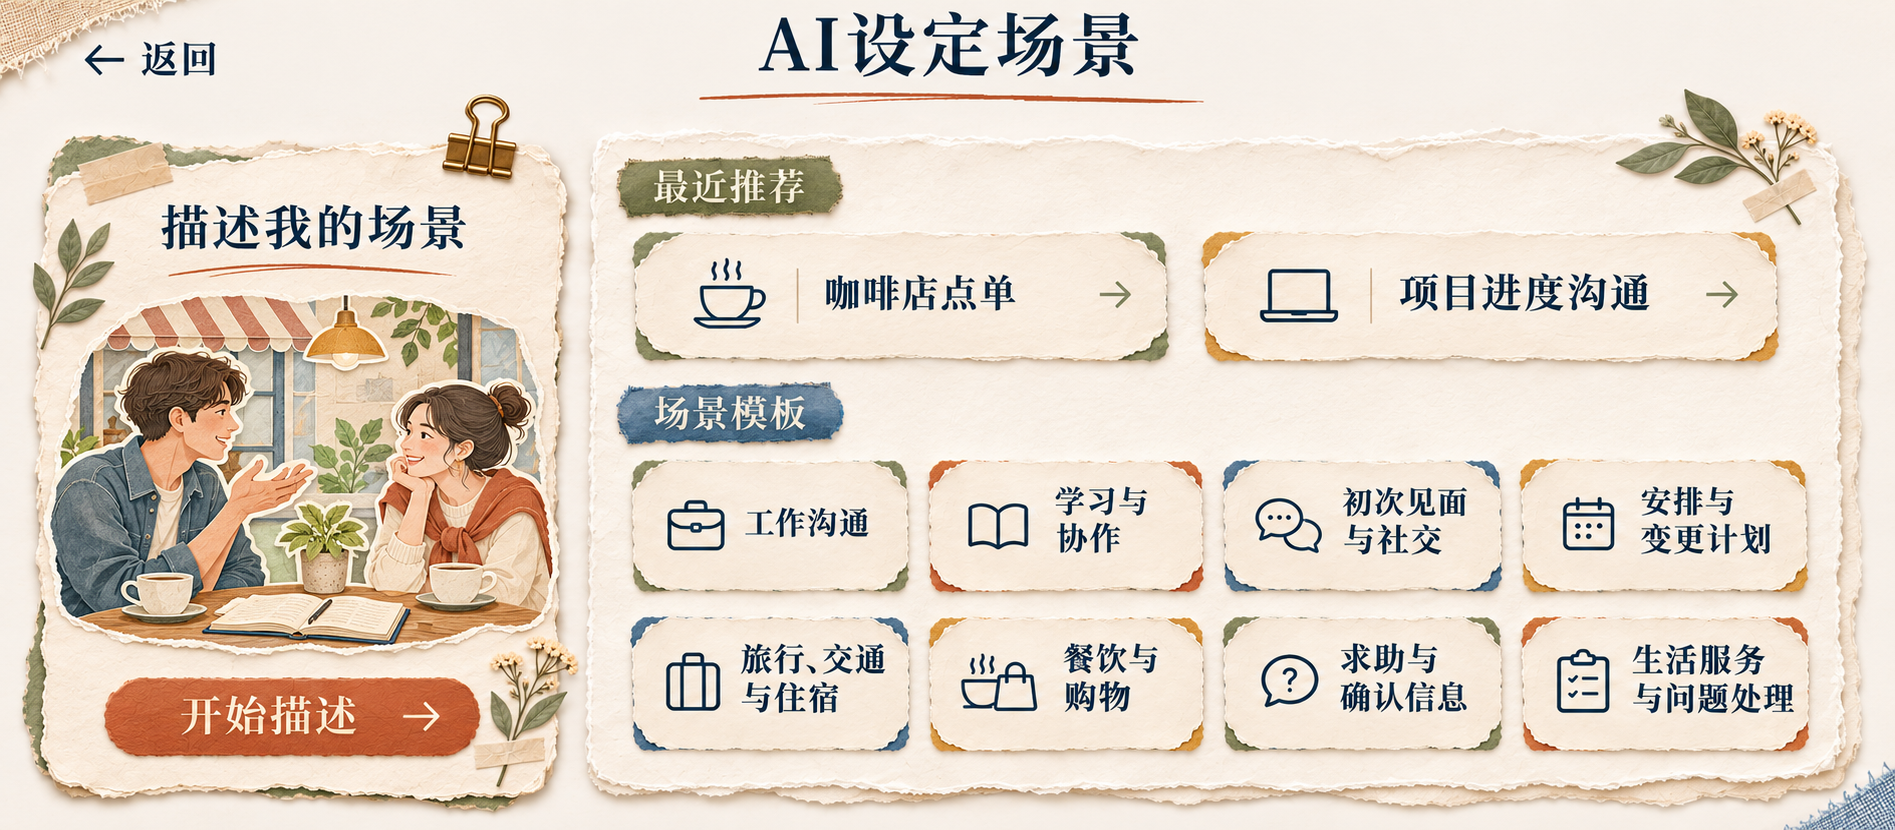 ← 返回
AI设定场景
描述我的场景
开始描述 →
最近推荐
咖啡店点单 →
项目进度沟通 →
场景模板
工作沟通
学习与
协作
初次见面
与社交
安排与
变更计划
旅行、交通
与住宿
餐饮与
购物
?
求助与
确认信息
生活服务
与问题处理